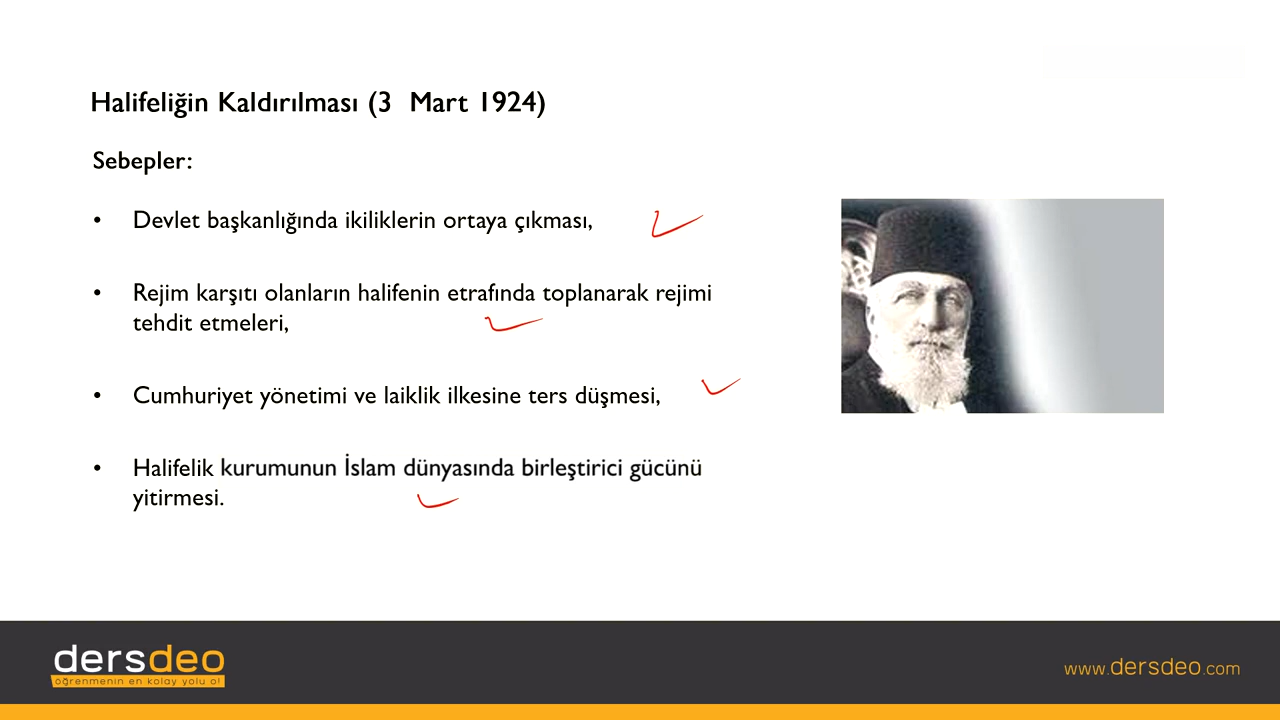 Halifeliğin Kaldırılması (3 Mart 1924)
Sebepler:
• Devlet başkanlığında ikiliklerin ortaya çıkması,
• Rejim karşıtı olanların halifenin etrafında toplanarak rejimi
tehdit etmeleri,
• Cumhuriyet yönetimi ve laiklik ilkesine ters düşmesi,
• Halifelik kurumunun İslam dünyasında birleştirici gücünü
yitirmesi.
dersdeo
öğrenmenin en kolay yolu o!
www.dersdeo.com